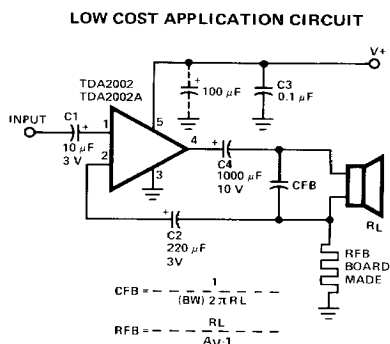 LOW COST APPLICATION CIRCUIT
V+
TDA2002
TDA2002A
+
100 µF
C3
0.1 µF
5
INPUT
C1
+
1
10 µF
3 V
2
3
4
+
C4
1000 µF
10 V
CFB
RL
+
C2
220 µF
3V
RFB
BOARD
MADE
CFB = 1
(BW) 2 π RL
RFB = RL
Av-1